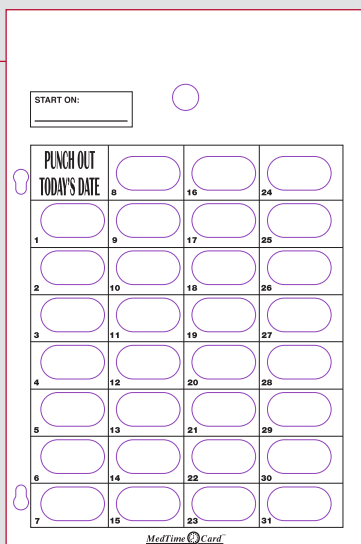 START ON:
PUNCH OUT
TODAY'S DATE
8 16 24
1 9 17 25
2 10 18 26
3 11 19 27
4 12 20 28
5 13 21 29
6 14 22 30
7 15 23 31
MedTime Card™